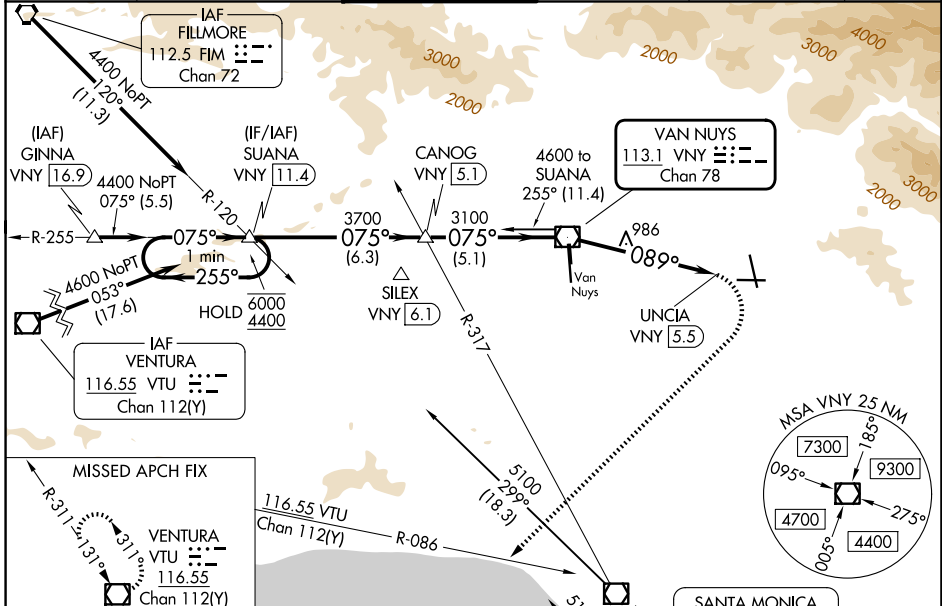 IAF
FILLMORE
112.5 FIM
Chan 72
3000
2000
2000
3000
4000
2000
3000
4400 NoPT
120°
(11.3)
R-120
(IAF)
GINNA
VNY 16.9
4400 NoPT
075° (5.5)
(IF/IAF)
SUANA
VNY 11.4
CANOG
VNY 5.1
4600 to
SUANA
255° (11.4)
VAN NUYS
113.1 VNY
Chan 78
R-255
075°
1 min
255°
3700
075°
(6.3)
3100
075°
(5.1)
986
089°
Van
Nuys
4600 NoPT
053°
(17.6)
HOLD
6000
4400
SILEX
VNY 6.1
R-317
UNCIA
VNY 5.5
IAF
VENTURA
116.55 VTU
Chan 112(Y)
MSA VNY 25 NM
7300
185°
9300
095°
275°
4700
005°
4400
MISSED APCH FIX
R-311
131°
311°
VENTURA
VTU
116.55
Chan 112(Y)
116.55 VTU
Chan 112(Y)
R-086
5100
299°
(18.3)
SANTA MONICA